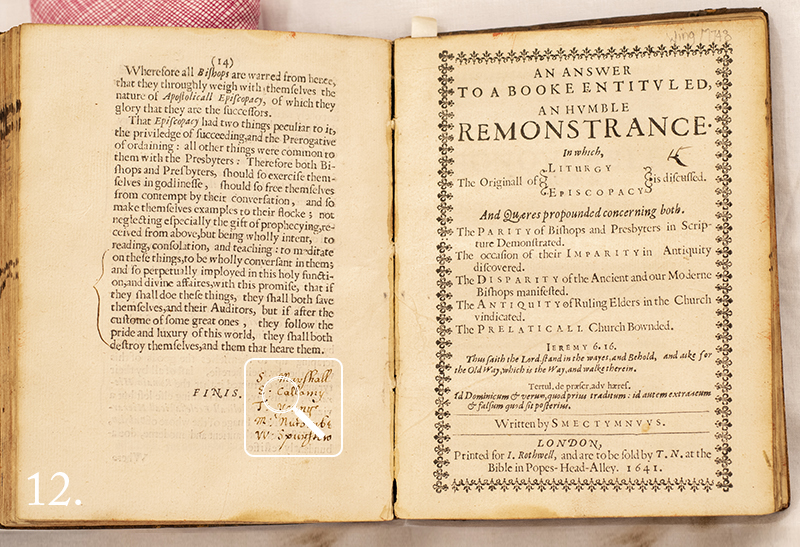 (14)
Wherefore all Bishops are warred from hence,
that they throughly weigh with themselves the
nature of Apostolicall Episcopacy, of which they
glory that they are the successors.
That Episcopacy had two things peculiar to it,
the priviledge of succeeding, and the Prerogative
of ordaining : all other things were common to
them with the Presbyters : Therefore both Bi-
shops and Presbyters, should so exercise them-
selves in godlinesse, should so free themselves
from contempt by their conversation, and so
make themselves examples to their flocke ; not
neglecting especially the gift of prophecying, re-
ceived from above, but being wholly intent, to
reading, consolation, and teaching : to meditate
on these things, to be wholly conversant in them;
and so perpetually imployed in this holy functi-
on, and divine affaires, with this promise, that if
they shall doe these things, they shall both save
themselves, and their Auditors, but if after the
custome of some great ones, they follow the
pride and luxury of this world, they shall both
destroy themselves, and them that heare them.
FINIS.
Marshall
Callamy
M:
W:
12.
AN ANSWER
TO A BOOKE ENTITVLED,
AN HVMBLE
REMONSTRANCE.
In which,
The Originall of LITURGY EPISCOPACY is discussed.
And Quæres propounded concerning both.
The PARITY of Bishops and Presbyters in Scrip-
ture Demonstrated.
The occasion of their IMPARITY in Antiquity
discovered.
The DISPARITY of the Ancient and our Moderne
Bishops manifested.
The ANTIQUITY of Ruling Elders in the Church
vindicated.
The PRELATICALL Church Bownded.
IEREMY 6.16.
Thus saith the Lord, stand in the wayes, and Behold, and aske for
the Old Way, which is the Way, and walke therein.
Tertul. de præscr. adv. hæres.
Id Dominicum & verum, quod prius traditum : id autem extraneum
& falsum quod sit posterius.
Written by SMECTYMNVVS.
LONDON,
Printed for I. Rothwell, and are to be sold by T. N. at the
Bible in Popes-Head-Alley. 1641.